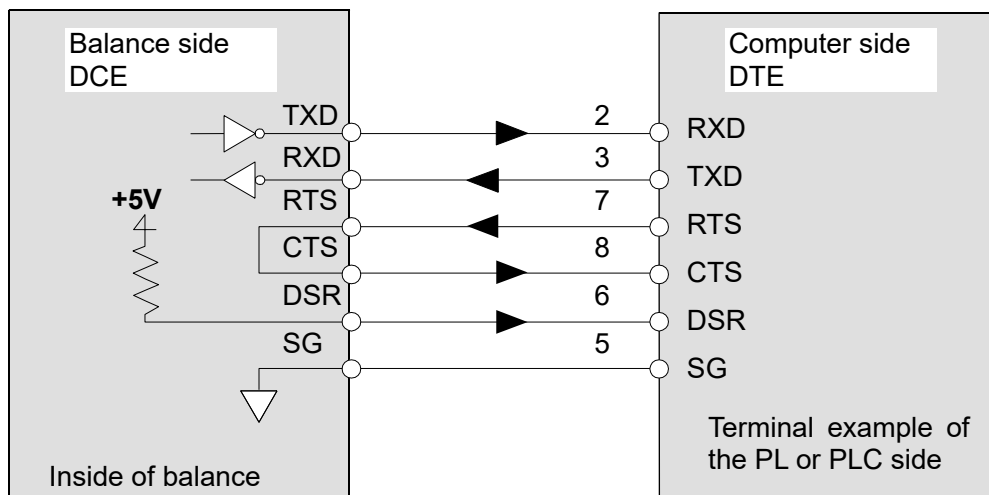 Balance side
DCE
Computer side
DTE
TXD 2 RXD
RXD 3 TXD
RTS 7 RTS
+5V
CTS 8 CTS
DSR 6 DSR
SG 5 SG
Terminal example of
the PL or PLC side
Inside of balance